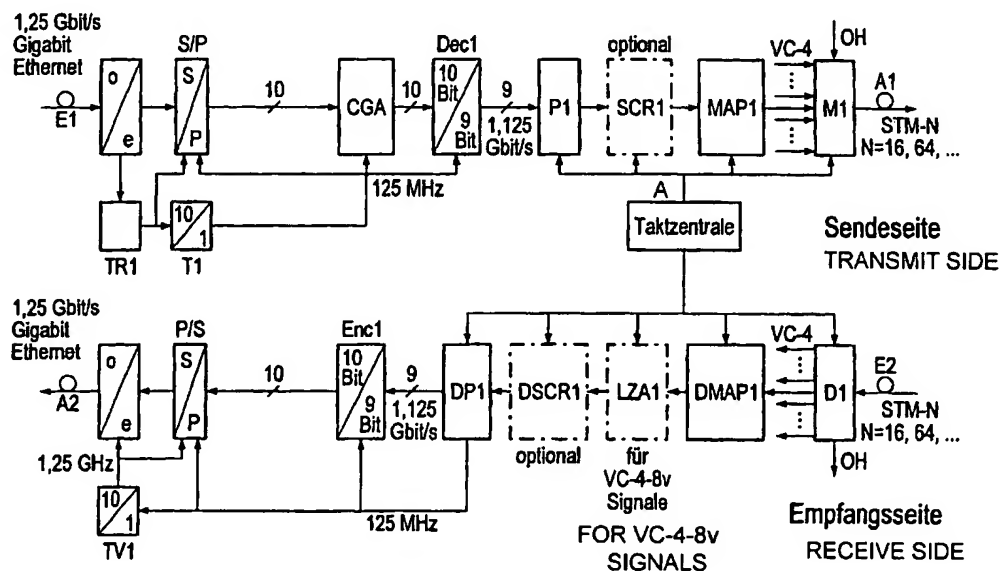 1,25 Gbit/s
Gigabit
Ethernet
E1
o
e
S/P
S
P
10
CGA
10
Dec1
10
Bit
9
Bit
9
1,125
Gbit/s
P1
optional
SCR1
MAP1
VC-4
OH
M1
A1
STM-N
N=16, 64, ...
125 MHz
TR1
10
1
T1
A
Taktzentrale
Sendeseite
TRANSMIT SIDE
1,25 Gbit/s
Gigabit
Ethernet
A2
o
e
P/S
S
P
10
Enc1
10
Bit
9
Bit
9
1,125
Gbit/s
DP1
DSCR1
optional
LZA1
für
VC-4-8v
Signale
FOR VC-4-8v
SIGNALS
DMAP1
VC-4
D1
E2
STM-N
N=16, 64, ...
OH
1,25 GHz
10
1
TV1
125 MHz
Empfangsseite
RECEIVE SIDE